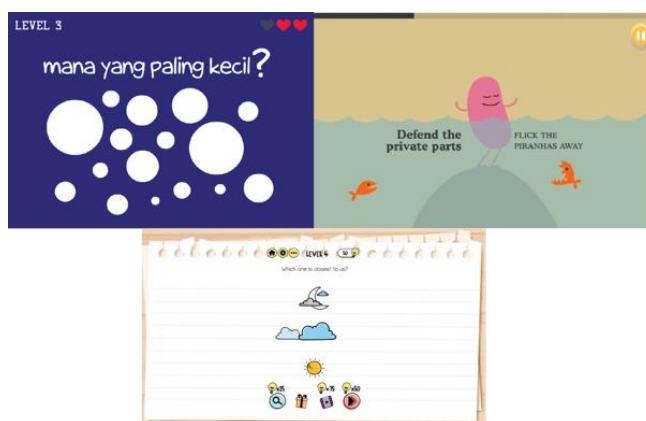 LEVEL 3
mana yang paling kecil?
Defend the
private parts
FLICK THE
PIRANHAS AWAY
LEVEL 4
Which one is closest to us?